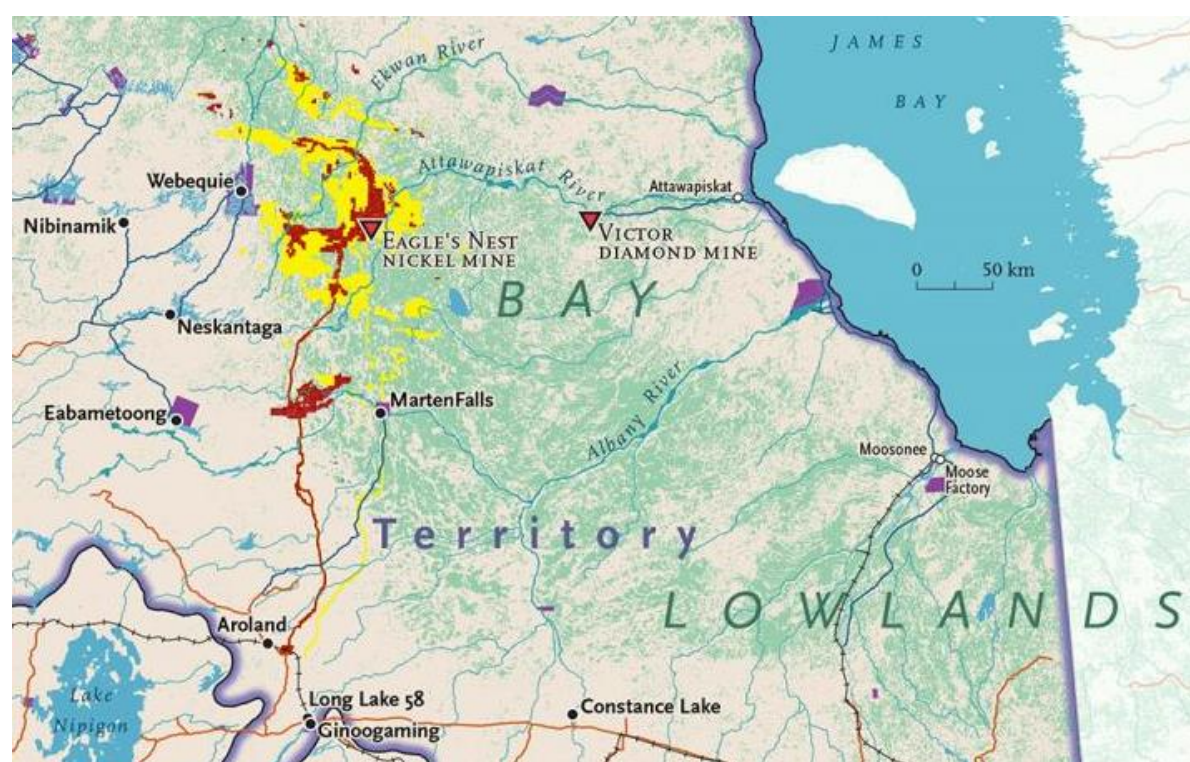 JAMES
BAY
Ekwan River
Attawapiskat River
Webequie
Attawapiskat
Nibinamik
EAGLE'S NEST
NICKEL MINE
VICTOR
DIAMOND MINE
0 50 km
BAY
Neskantaga
MartenFalls
Eabametoong
Albany River
Moosonee
Moose
Factory
Territory
LOWLANDS
Aroland
Lake
Nipigon
Long Lake 58
Ginoogaming
Constance Lake